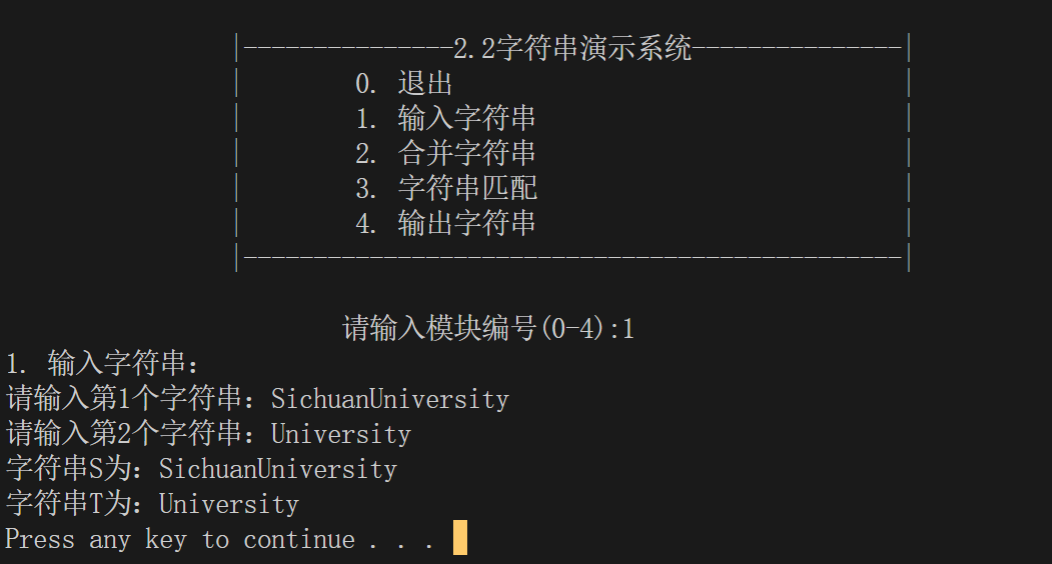 |---------------2.2字符串演示系统---------------|
|        0. 退出        |
|        1. 输入字符串        |
|        2. 合并字符串        |
|        3. 字符串匹配        |
|        4. 输出字符串        |
|-----------------------------------------------|
请输入模块编号(0-4):1
1. 输入字符串:
请输入第1个字符串: SichuanUniversity
请输入第2个字符串: University
字符串S为: SichuanUniversity
字符串T为: University
Press any key to continue . . .